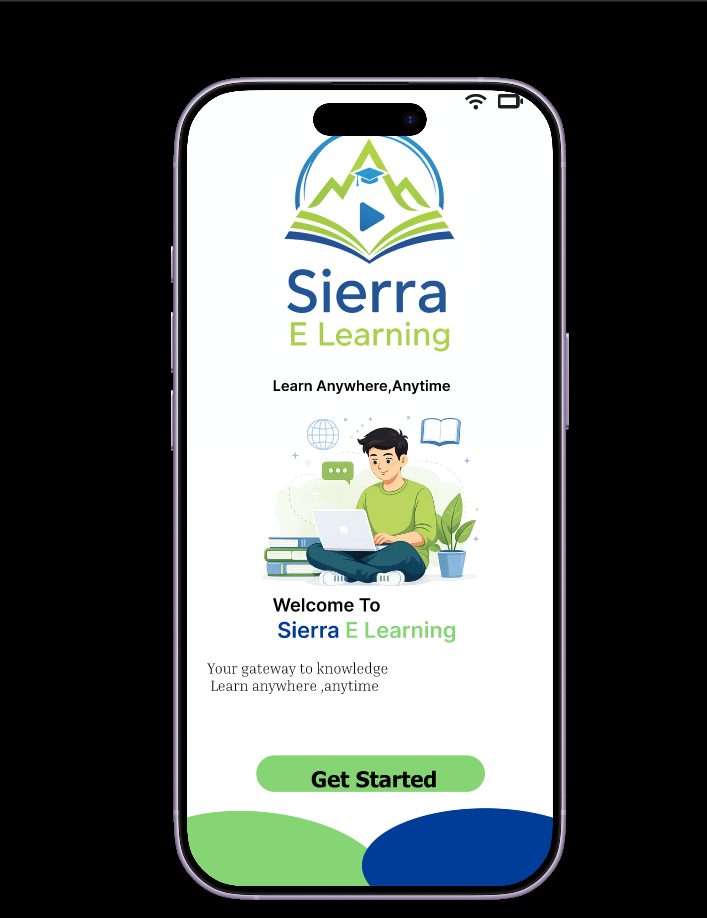 Sierra
E Learning
Learn Anywhere,Anytime
Welcome To
Sierra E Learning
Your gateway to knowledge
Learn anywhere ,anytime
Get Started